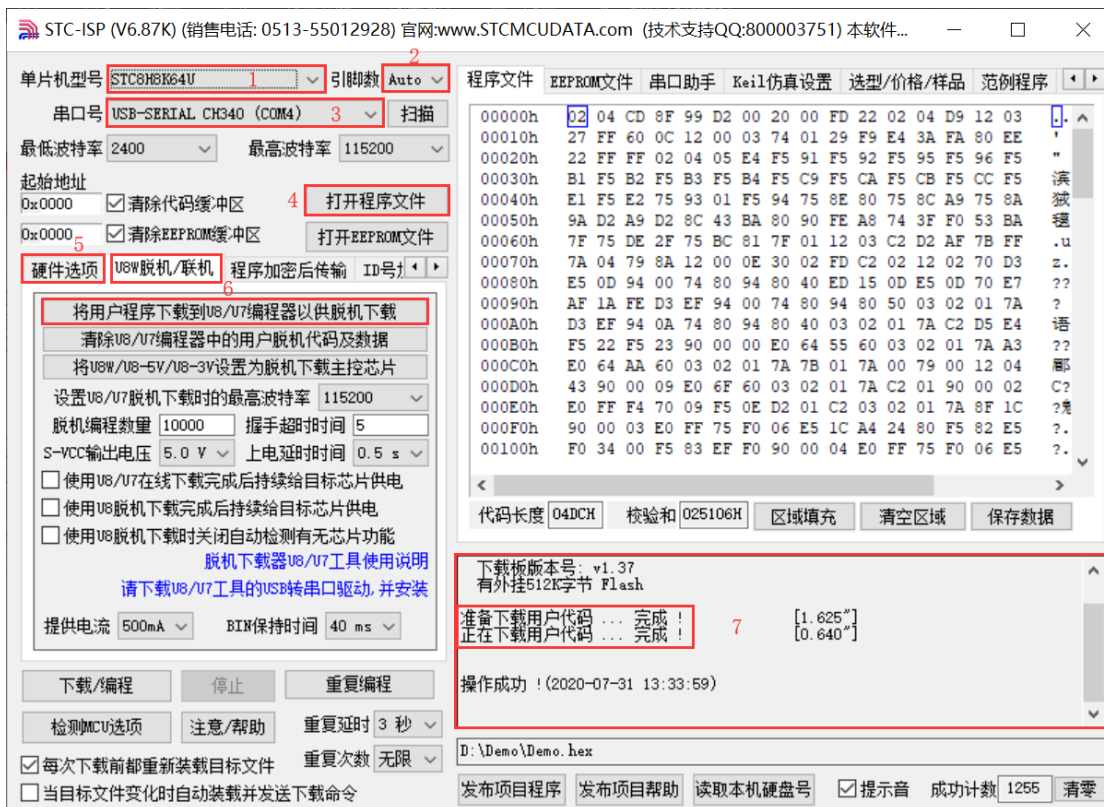 STC-ISP (V6.87K) (销售电话: 0513-55012928) 官网:www.STCMCUDATA.com (技术支持QQ:800003751) 本软件...
单片机型号 STC8H8K64U 1 引脚数 Auto 2
串口号 USB-SERIAL CH340 (COM4) 3 扫描
最低波特率 2400 最高波特率 115200
起始地址
0x0000 清除代码缓冲区 4 打开程序文件
0x0000 清除EEPROM缓冲区 打开EEPROM文件
5
硬件选项 U8W脱机/联机 程序加密后传输 ID号
6
将用户程序下载到U8/U7编程器以供脱机下载
清除U8/U7编程器中的用户脱机代码及数据
将U8W/U8-5V/U8-3V设置为脱机下载主控芯片
设置U8/U7脱机下载时的最高波特率 115200
脱机编程数量 10000 握手超时时间 5
S-VCC输出电压 5.0 V 上电延时时间 0.5 s
使用U8/U7在线下载完成后持续给目标芯片供电
使用U8脱机下载完成后持续给目标芯片供电
使用U8脱机下载时关闭自动检测有无芯片功能
脱机下载器U8/U7工具使用说明
请下载U8/U7工具的USB转串口驱动,并安装
提供电流 500mA BIN保持时间 40 ms
下载/编程 停止 重复编程
检测MCU选项 注意/帮助 重复延时 3 秒
重复次数 无限
每次下载前都重新装载目标文件
当目标文件变化时自动装载并发送下载命令
程序文件 EEPROM文件 串口助手 Keil仿真设置 选型/价格/样品 范例程序
00000h 02 04 CD 8F 99 D2 00 20 00 FD 22 02 04 D9 12 03 ..
00010h 27 FF 60 0C 12 00 03 74 01 29 F9 E4 3A FA 80 EE '
00020h 22 FF FF 02 04 05 E4 F5 91 F5 92 F5 95 F5 96 F5 "
00030h B1 F5 B2 F5 B3 F5 B4 F5 C9 F5 CA F5 CB F5 CC F5 滨
00040h E1 F5 E2 75 93 01 F5 94 75 8E 80 75 8C A9 75 8A
00050h 9A D2 A9 D2 8C 43 BA 80 90 FE A8 74 3F F0 53 BA
00060h 7F 75 DE 2F 75 BC 81 7F 01 12 03 C2 D2 AF 7B FF .u
00070h 7A 04 79 8A 12 00 0E 30 02 FD C2 02 12 02 70 D3 z.
00080h E5 0D 94 00 74 80 94 80 40 ED 15 0D E5 0D 70 E7 ??
00090h AF 1A FE D3 EF 94 00 74 80 94 80 50 03 02 01 7A ?
000A0h D3 EF 94 0A 74 80 94 80 40 03 02 01 7A C2 D5 E4 语
000B0h F5 22 F5 23 90 00 00 E0 64 55 60 03 02 01 7A A3 ??
000C0h E0 64 AA 60 03 02 01 7A 7B 01 7A 00 79 00 12 04
000D0h 43 90 00 09 E0 6F 60 03 02 01 7A C2 01 90 00 02 C?
000E0h E0 FF F4 70 09 F5 0E D2 01 C2 03 02 01 7A 8F 1C
000F0h 90 00 03 E0 FF 75 F0 06 E5 1C A4 24 80 F5 82 E5 ?.
00100h F0 34 00 F5 83 EF F0 90 00 04 E0 FF 75 F0 06 E5 ?.
代码长度 04DCH 校验和 025106H 区域填充 清空区域 保存数据
下载板版本号: v1.37
有外挂512K字节 Flash
准备下载用户代码 ... 完成 ! [1.625"]
正在下载用户代码 ... 完成 ! [0.640"]
7
操作成功 !(2020-07-31 13:33:59)
D:\Demo\Demo.hex
发布项目程序 发布项目帮助 读取本机硬盘号 提示音 成功计数 1255 清零